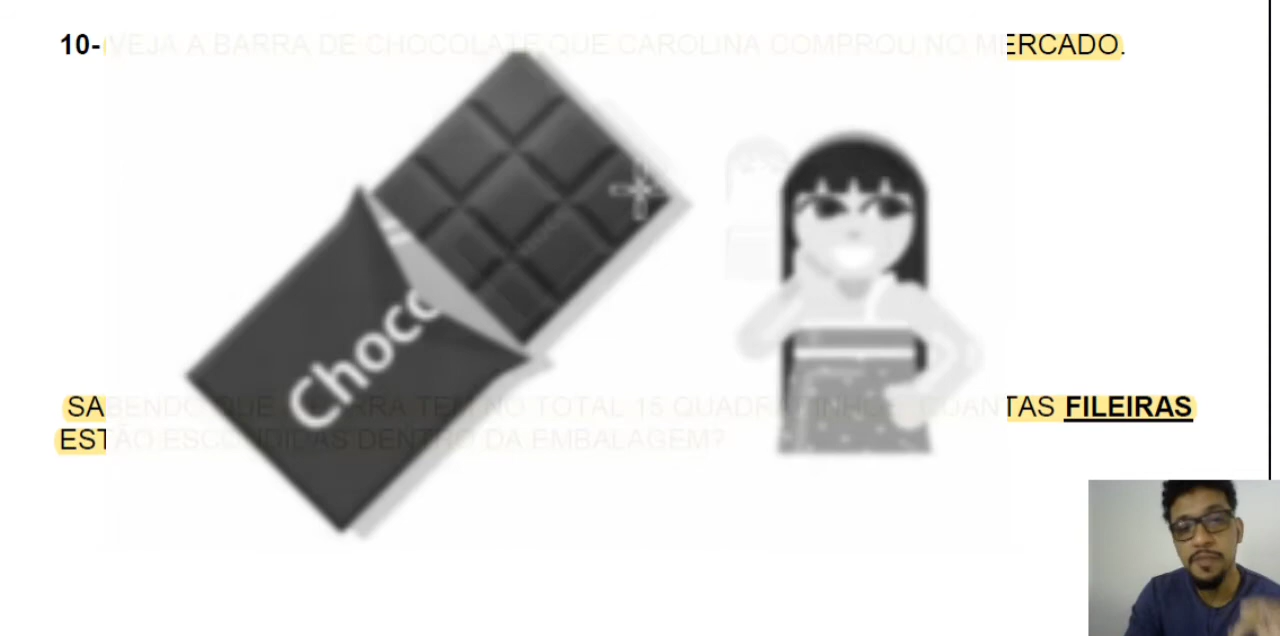 10- VEJA A BARRA DE CHOCOLATE QUE CAROLINA COMPROU NO MERCADO.
Choco
SABENDO QUE A BARRA TEM NO TOTAL 15 QUADRADINHOS, QUANTAS FILEIRAS
ESTÃO ESCONDIDAS DENTRO DA EMBALAGEM?